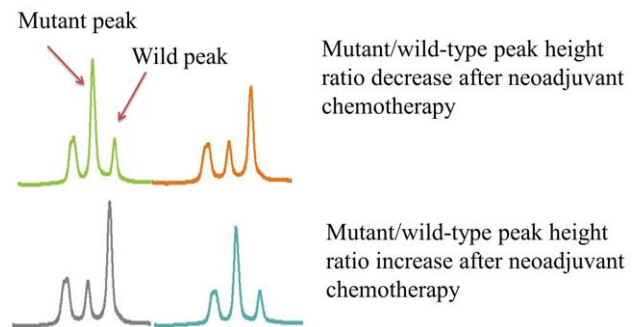 Mutant peak
Wild peak
Mutant/wild-type peak height
ratio decrease after neoadjuvant
chemotherapy
Mutant/wild-type peak height
ratio increase after neoadjuvant
chemotherapy